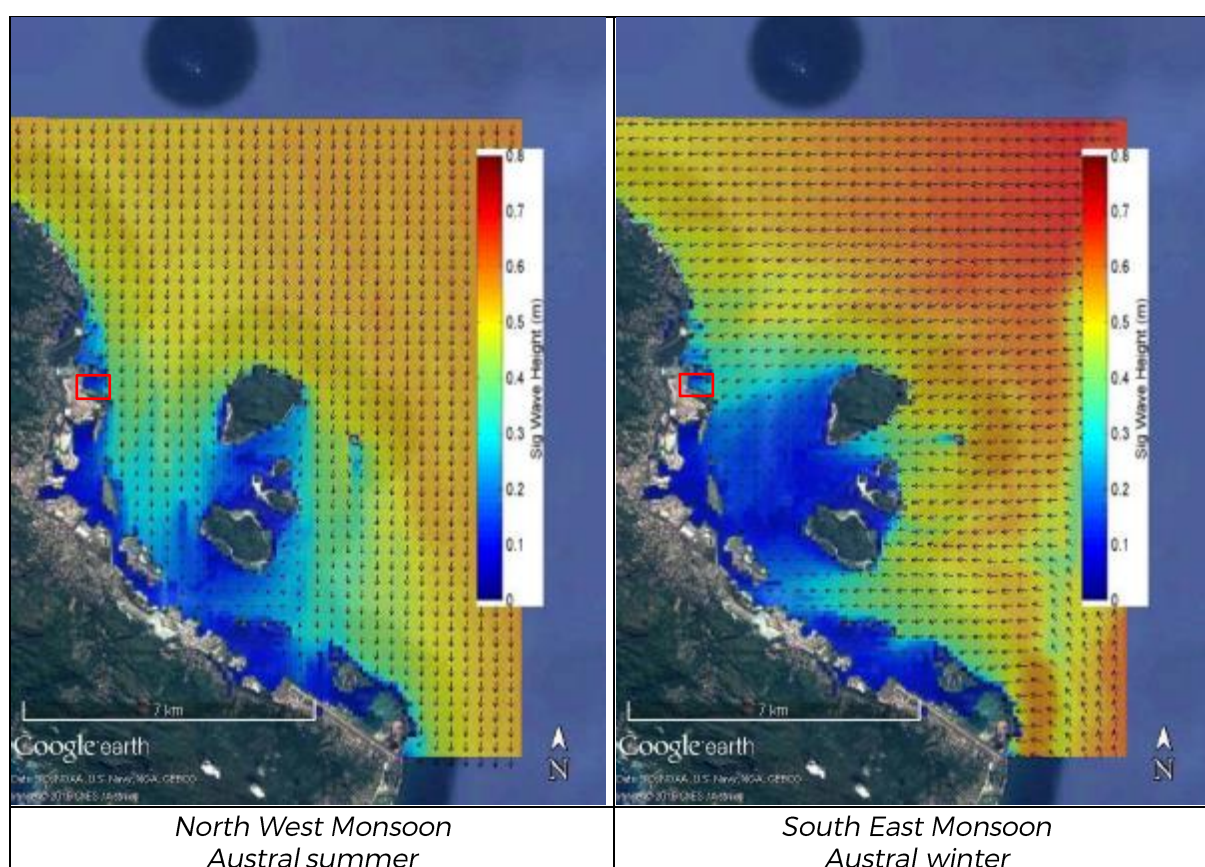 0.8
0.7
0.6
0.5
0.4
0.3
0.2
0.1
0
Sig Wave Height (m)
7 km
Google earth
N
North West Monsoon
Austral summer
0.8
0.7
0.6
0.5
0.4
0.3
0.2
0.1
0
Sig Wave Height (m)
7 km
Google earth
N
South East Monsoon
Austral winter